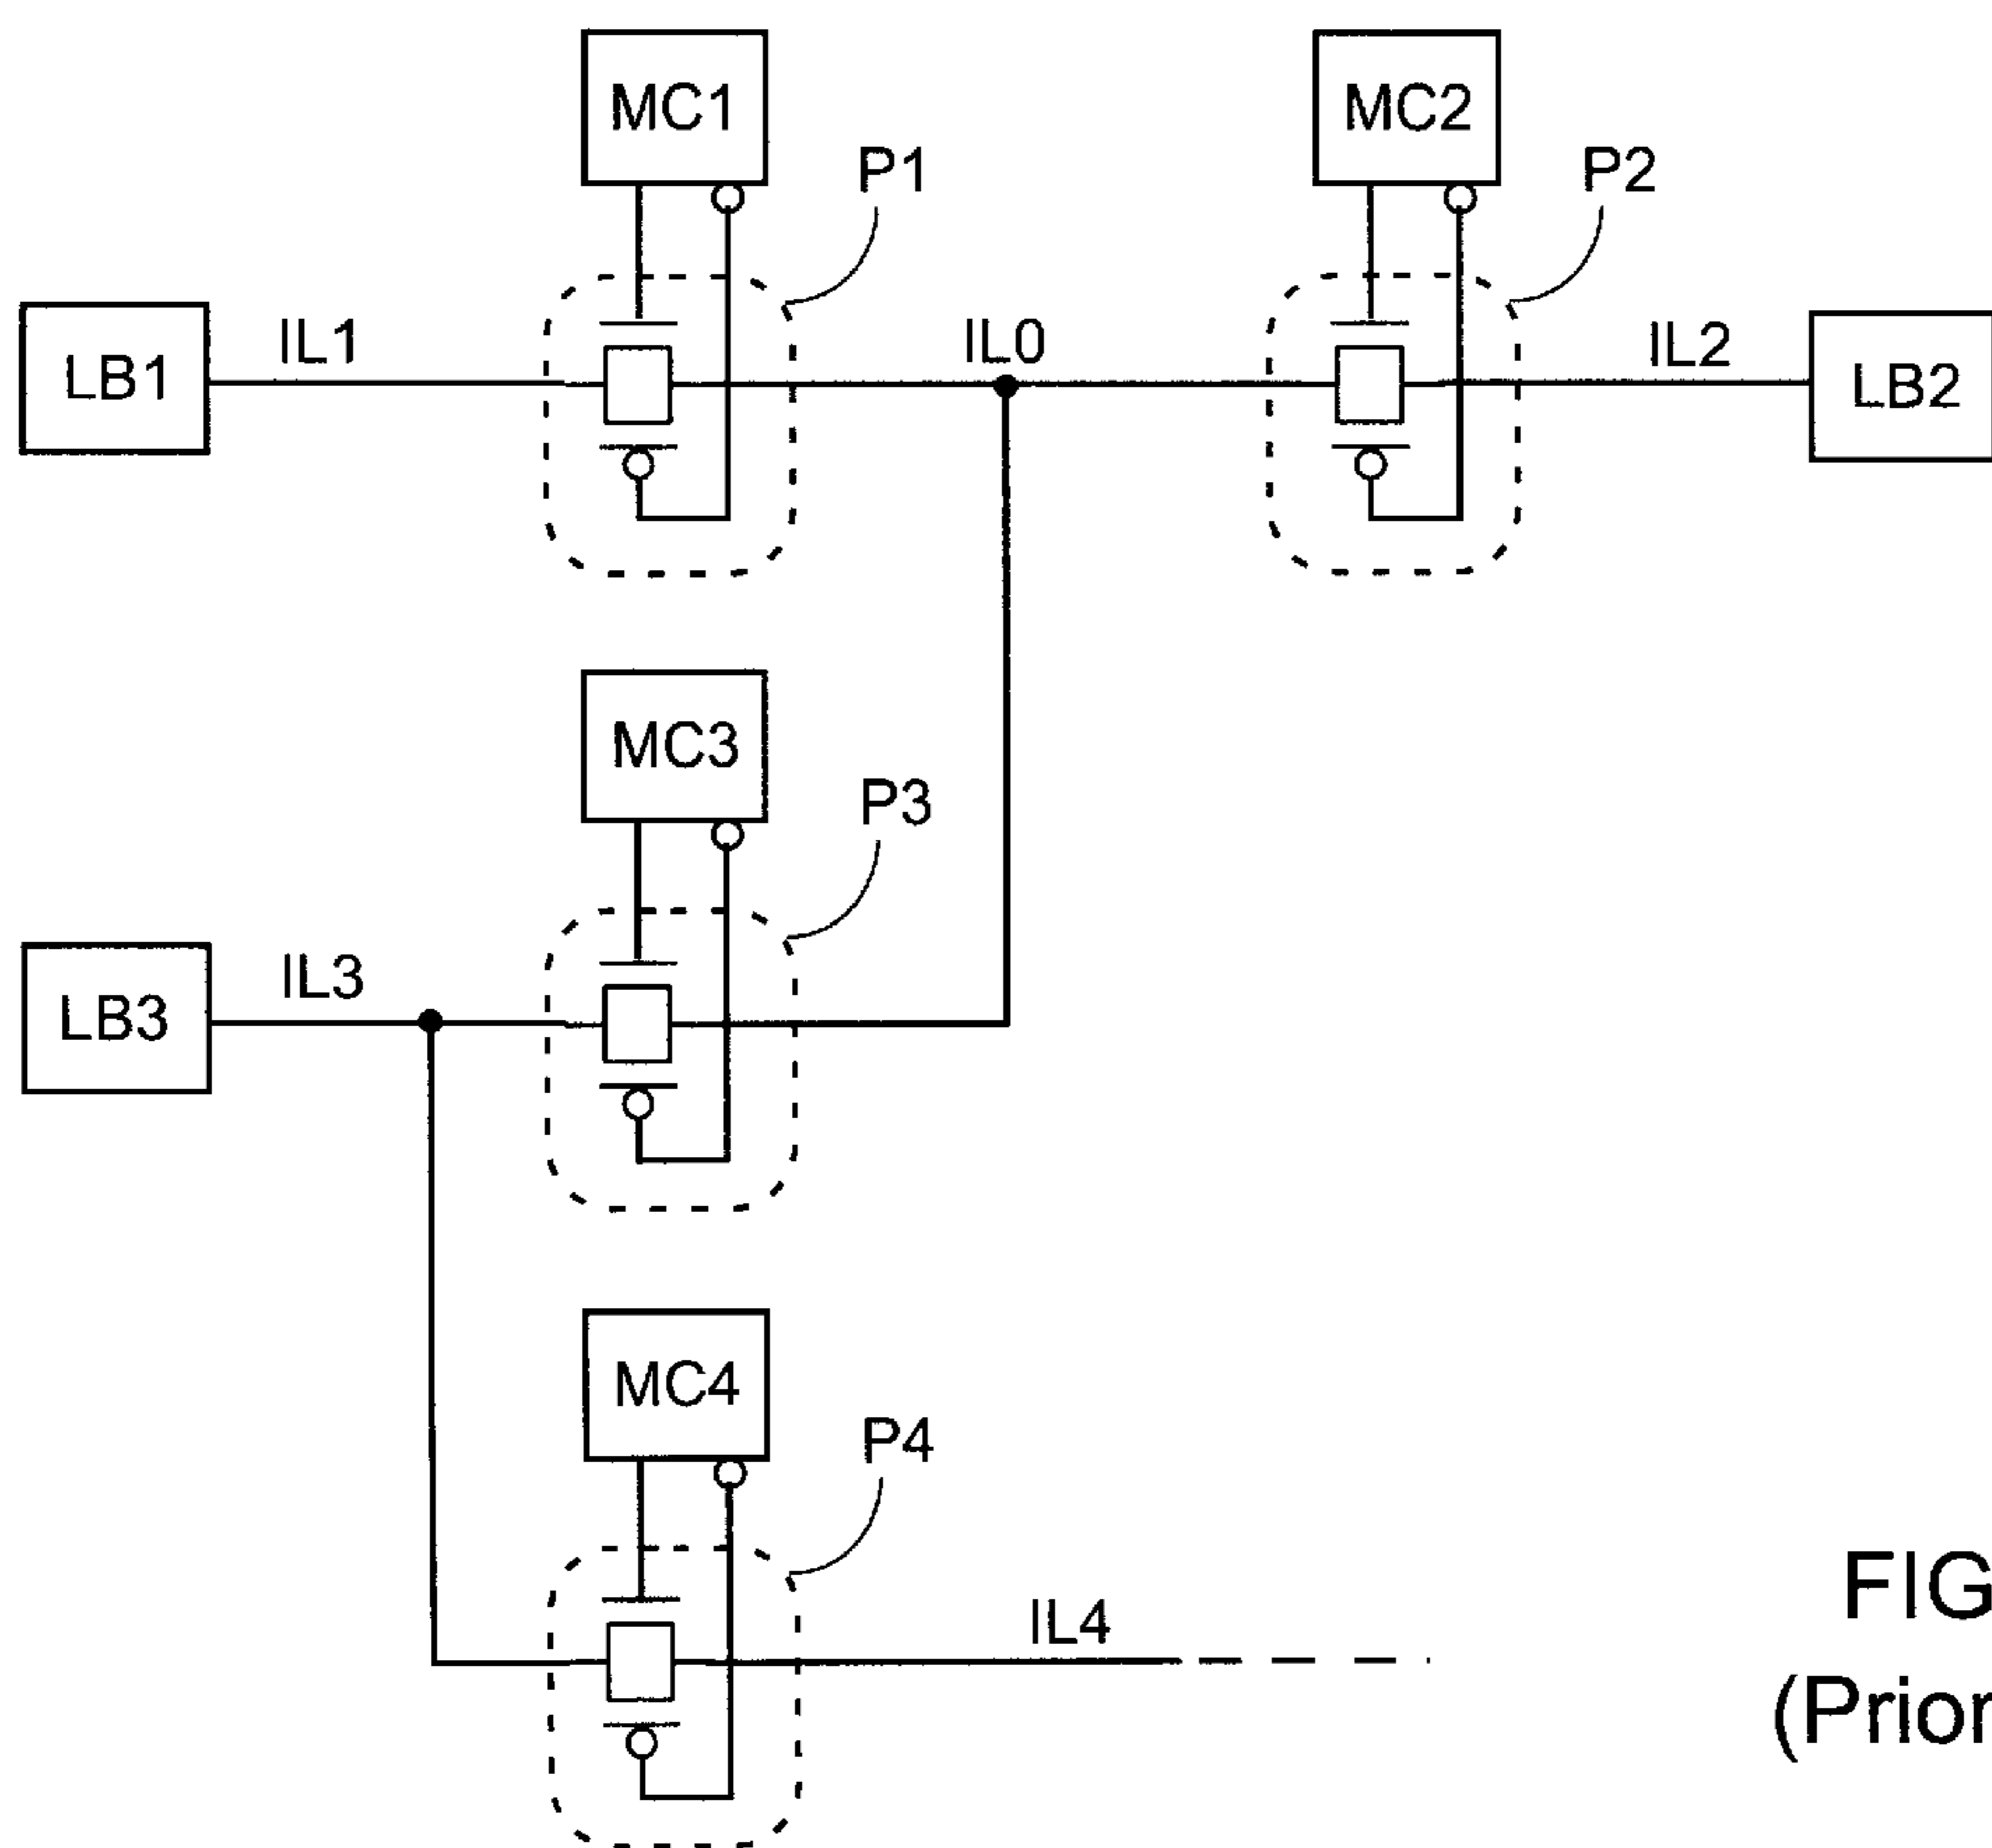 MC1
MC2
P1
P2
LB1
IL1
IL0
IL2
LB2
MC3
P3
LB3
IL3
MC4
P4
IL4
FIG
(Prior